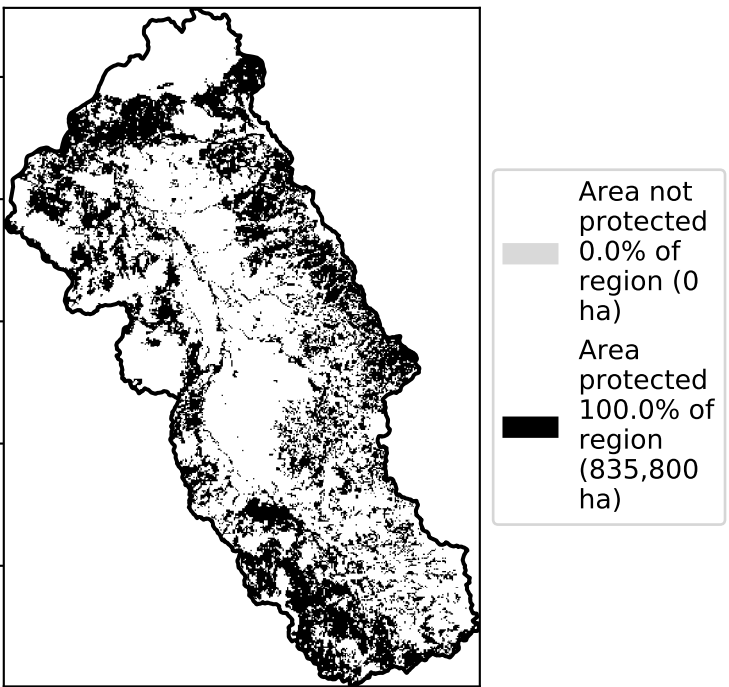 Area not
protected
0.0% of
region (0
ha)
Area
protected
100.0% of
region
(835,800
ha)